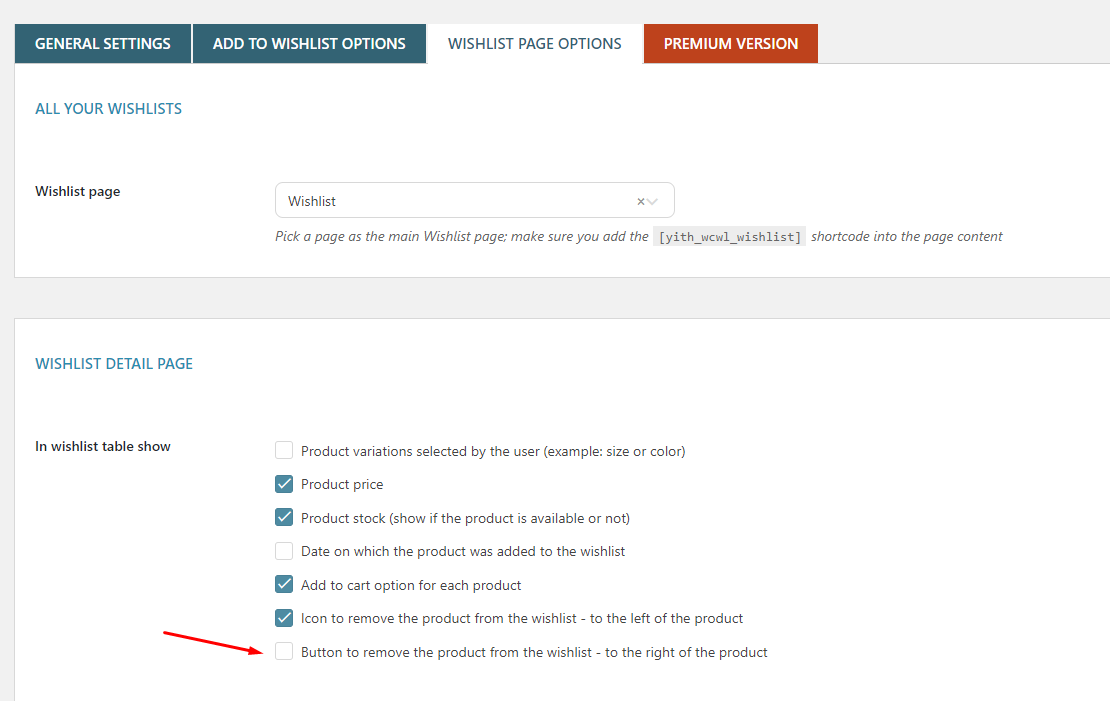 GENERAL SETTINGS
ADD TO WISHLIST OPTIONS
WISHLIST PAGE OPTIONS
PREMIUM VERSION
ALL YOUR WISHLISTS
Wishlist page
Wishlist
Pick a page as the main Wishlist page; make sure you add the [yith_wcwl_wishlist] shortcode into the page content
WISHLIST DETAIL PAGE
In wishlist table show
Product variations selected by the user (example: size or color)
Product price
Product stock (show if the product is available or not)
Date on which the product was added to the wishlist
Add to cart option for each product
Icon to remove the product from the wishlist - to the left of the product
Button to remove the product from the wishlist - to the right of the product